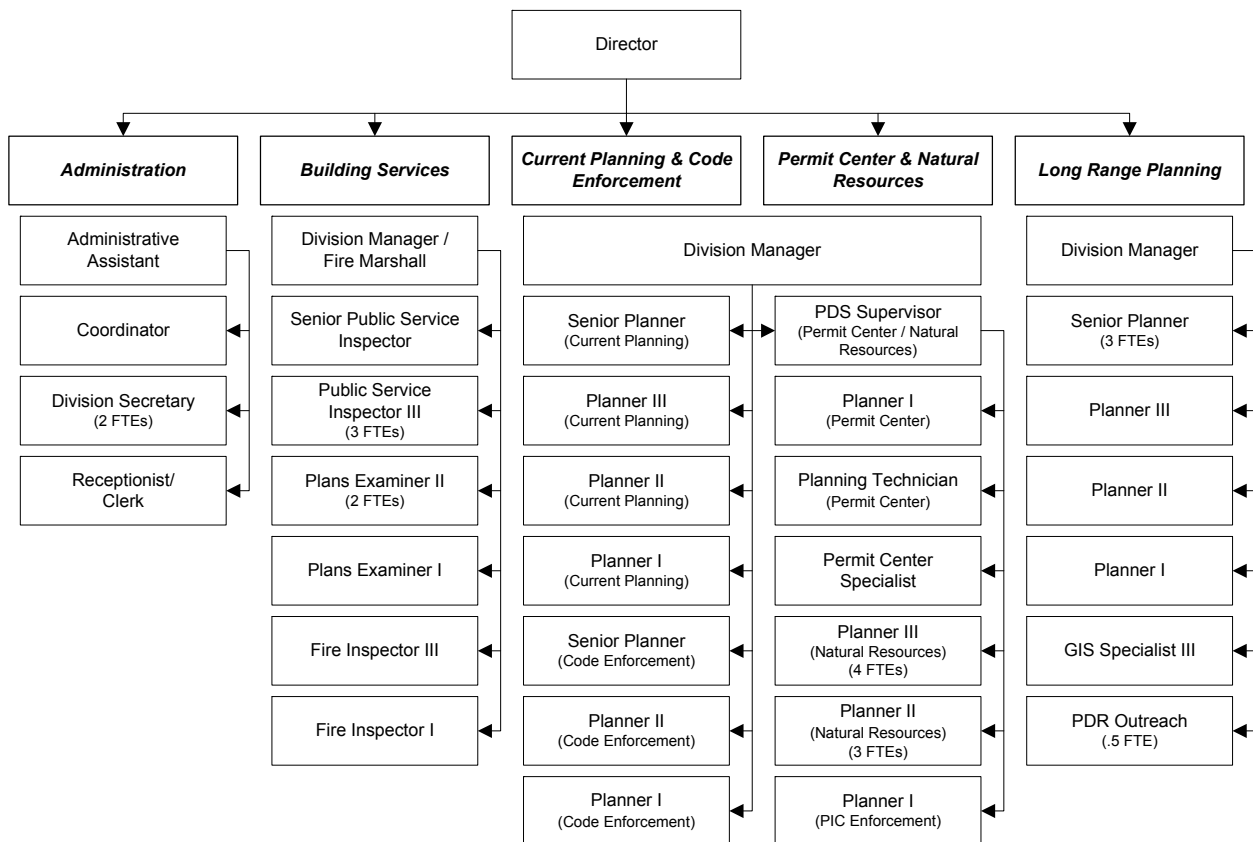 Director
Administration
Building Services
Current Planning & Code
Enforcement
Permit Center & Natural
Resources
Long Range Planning
Administrative
Assistant
Coordinator
Division Secretary
(2 FTEs)
Receptionist/
Clerk
Division Manager /
Fire Marshall
Senior Public Service
Inspector
Public Service
Inspector III
(3 FTEs)
Plans Examiner II
(2 FTEs)
Plans Examiner I
Fire Inspector III
Fire Inspector I
Division Manager
Senior Planner
(Current Planning)
Planner III
(Current Planning)
Planner II
(Current Planning)
Planner I
(Current Planning)
Senior Planner
(Code Enforcement)
Planner II
(Code Enforcement)
Planner I
(Code Enforcement)
PDS Supervisor
(Permit Center / Natural
Resources)
Planner I
(Permit Center)
Planning Technician
(Permit Center)
Permit Center
Specialist
Planner III
(Natural Resources)
(4 FTEs)
Planner II
(Natural Resources)
(3 FTEs)
Planner I
(PIC Enforcement)
Division Manager
Senior Planner
(3 FTEs)
Planner III
Planner II
Planner I
GIS Specialist III
PDR Outreach
(.5 FTE)